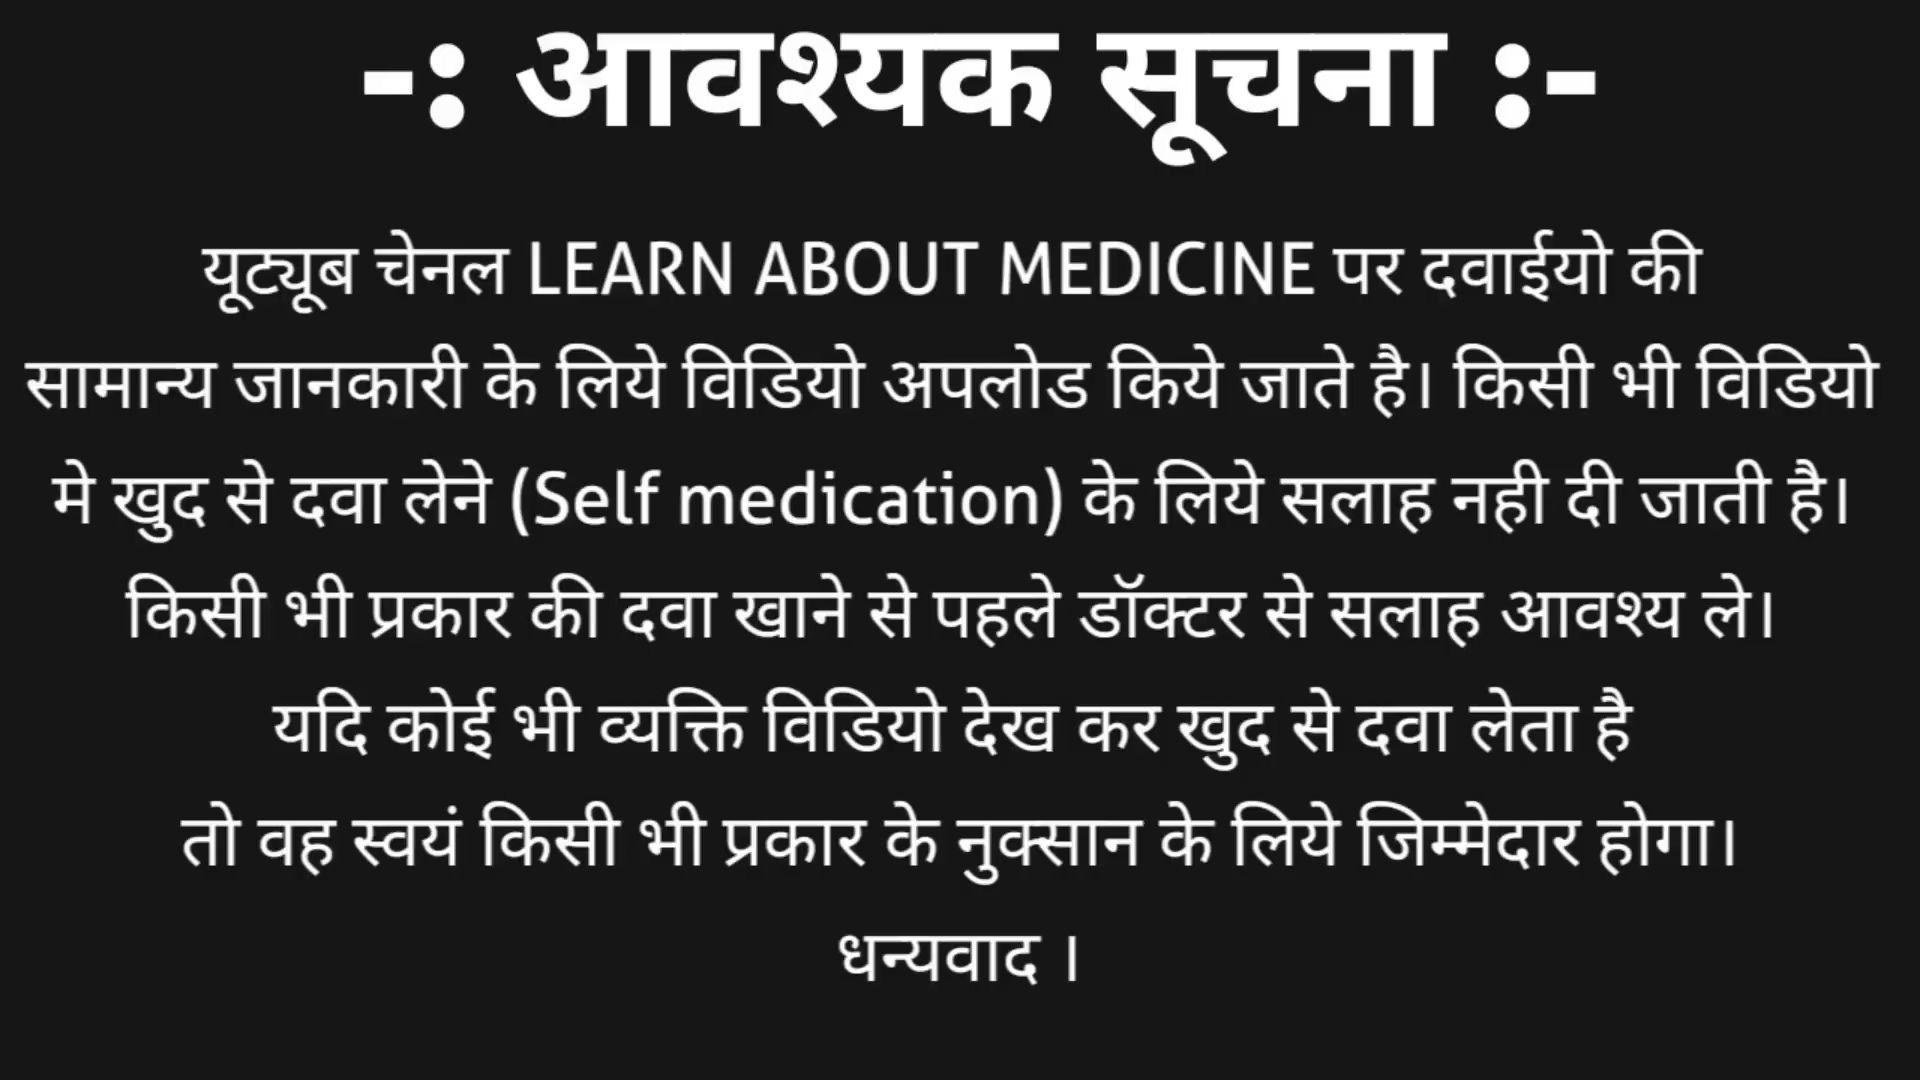 -: आवश्यक सूचना :-
यूट्यूब चेनल LEARN ABOUT MEDICINE पर दवाईयो की
सामान्य जानकारी के लिये विडियो अपलोड किये जाते है। किसी भी विडियो
मे खुद से दवा लेने (Self medication) के लिये सलाह नही दी जाती है।
किसी भी प्रकार की दवा खाने से पहले डॉक्टर से सलाह आवश्य ले।
यदि कोई भी व्यक्ति विडियो देख कर खुद से दवा लेता है
तो वह स्वयं किसी भी प्रकार के नुक्सान के लिये जिम्मेदार होगा।
धन्यवाद ।